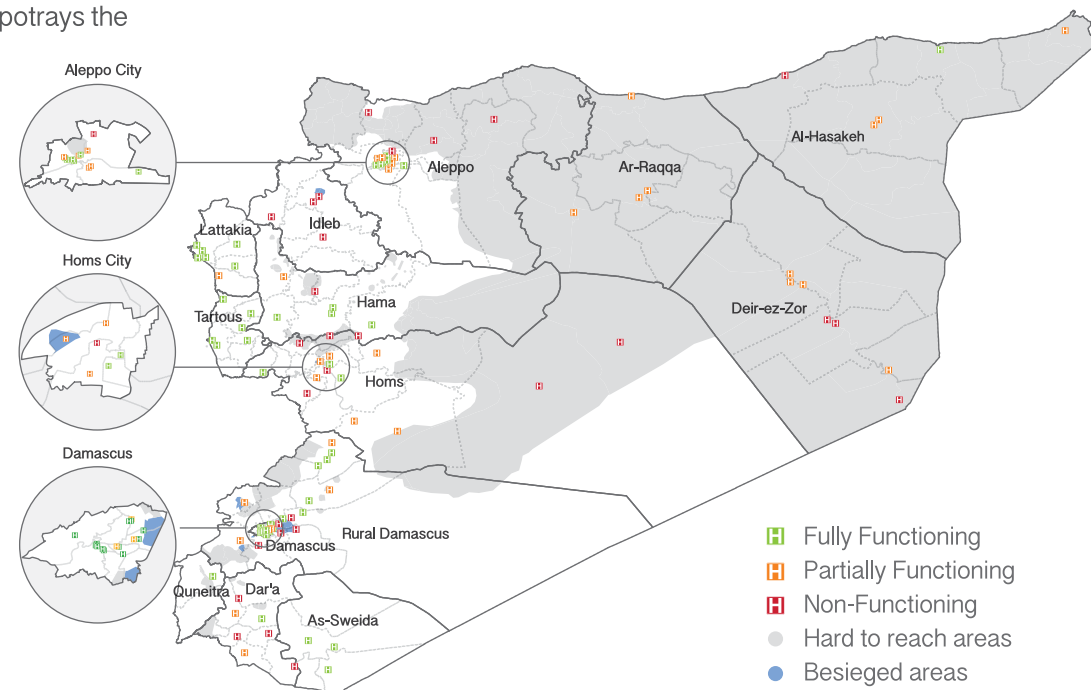 potrays the
Aleppo City
Al-Hasakeh
Aleppo
Ar-Raqqa
Idleb
Lattakia
Homs City
Hama
Deir-ez-Zor
Tartous
Homs
Damascus
Rural Damascus
Damascus
Quneitra
Dar'a
As-Sweida
H Fully Functioning
H Partially Functioning
H Non-Functioning
Hard to reach areas
Besieged areas